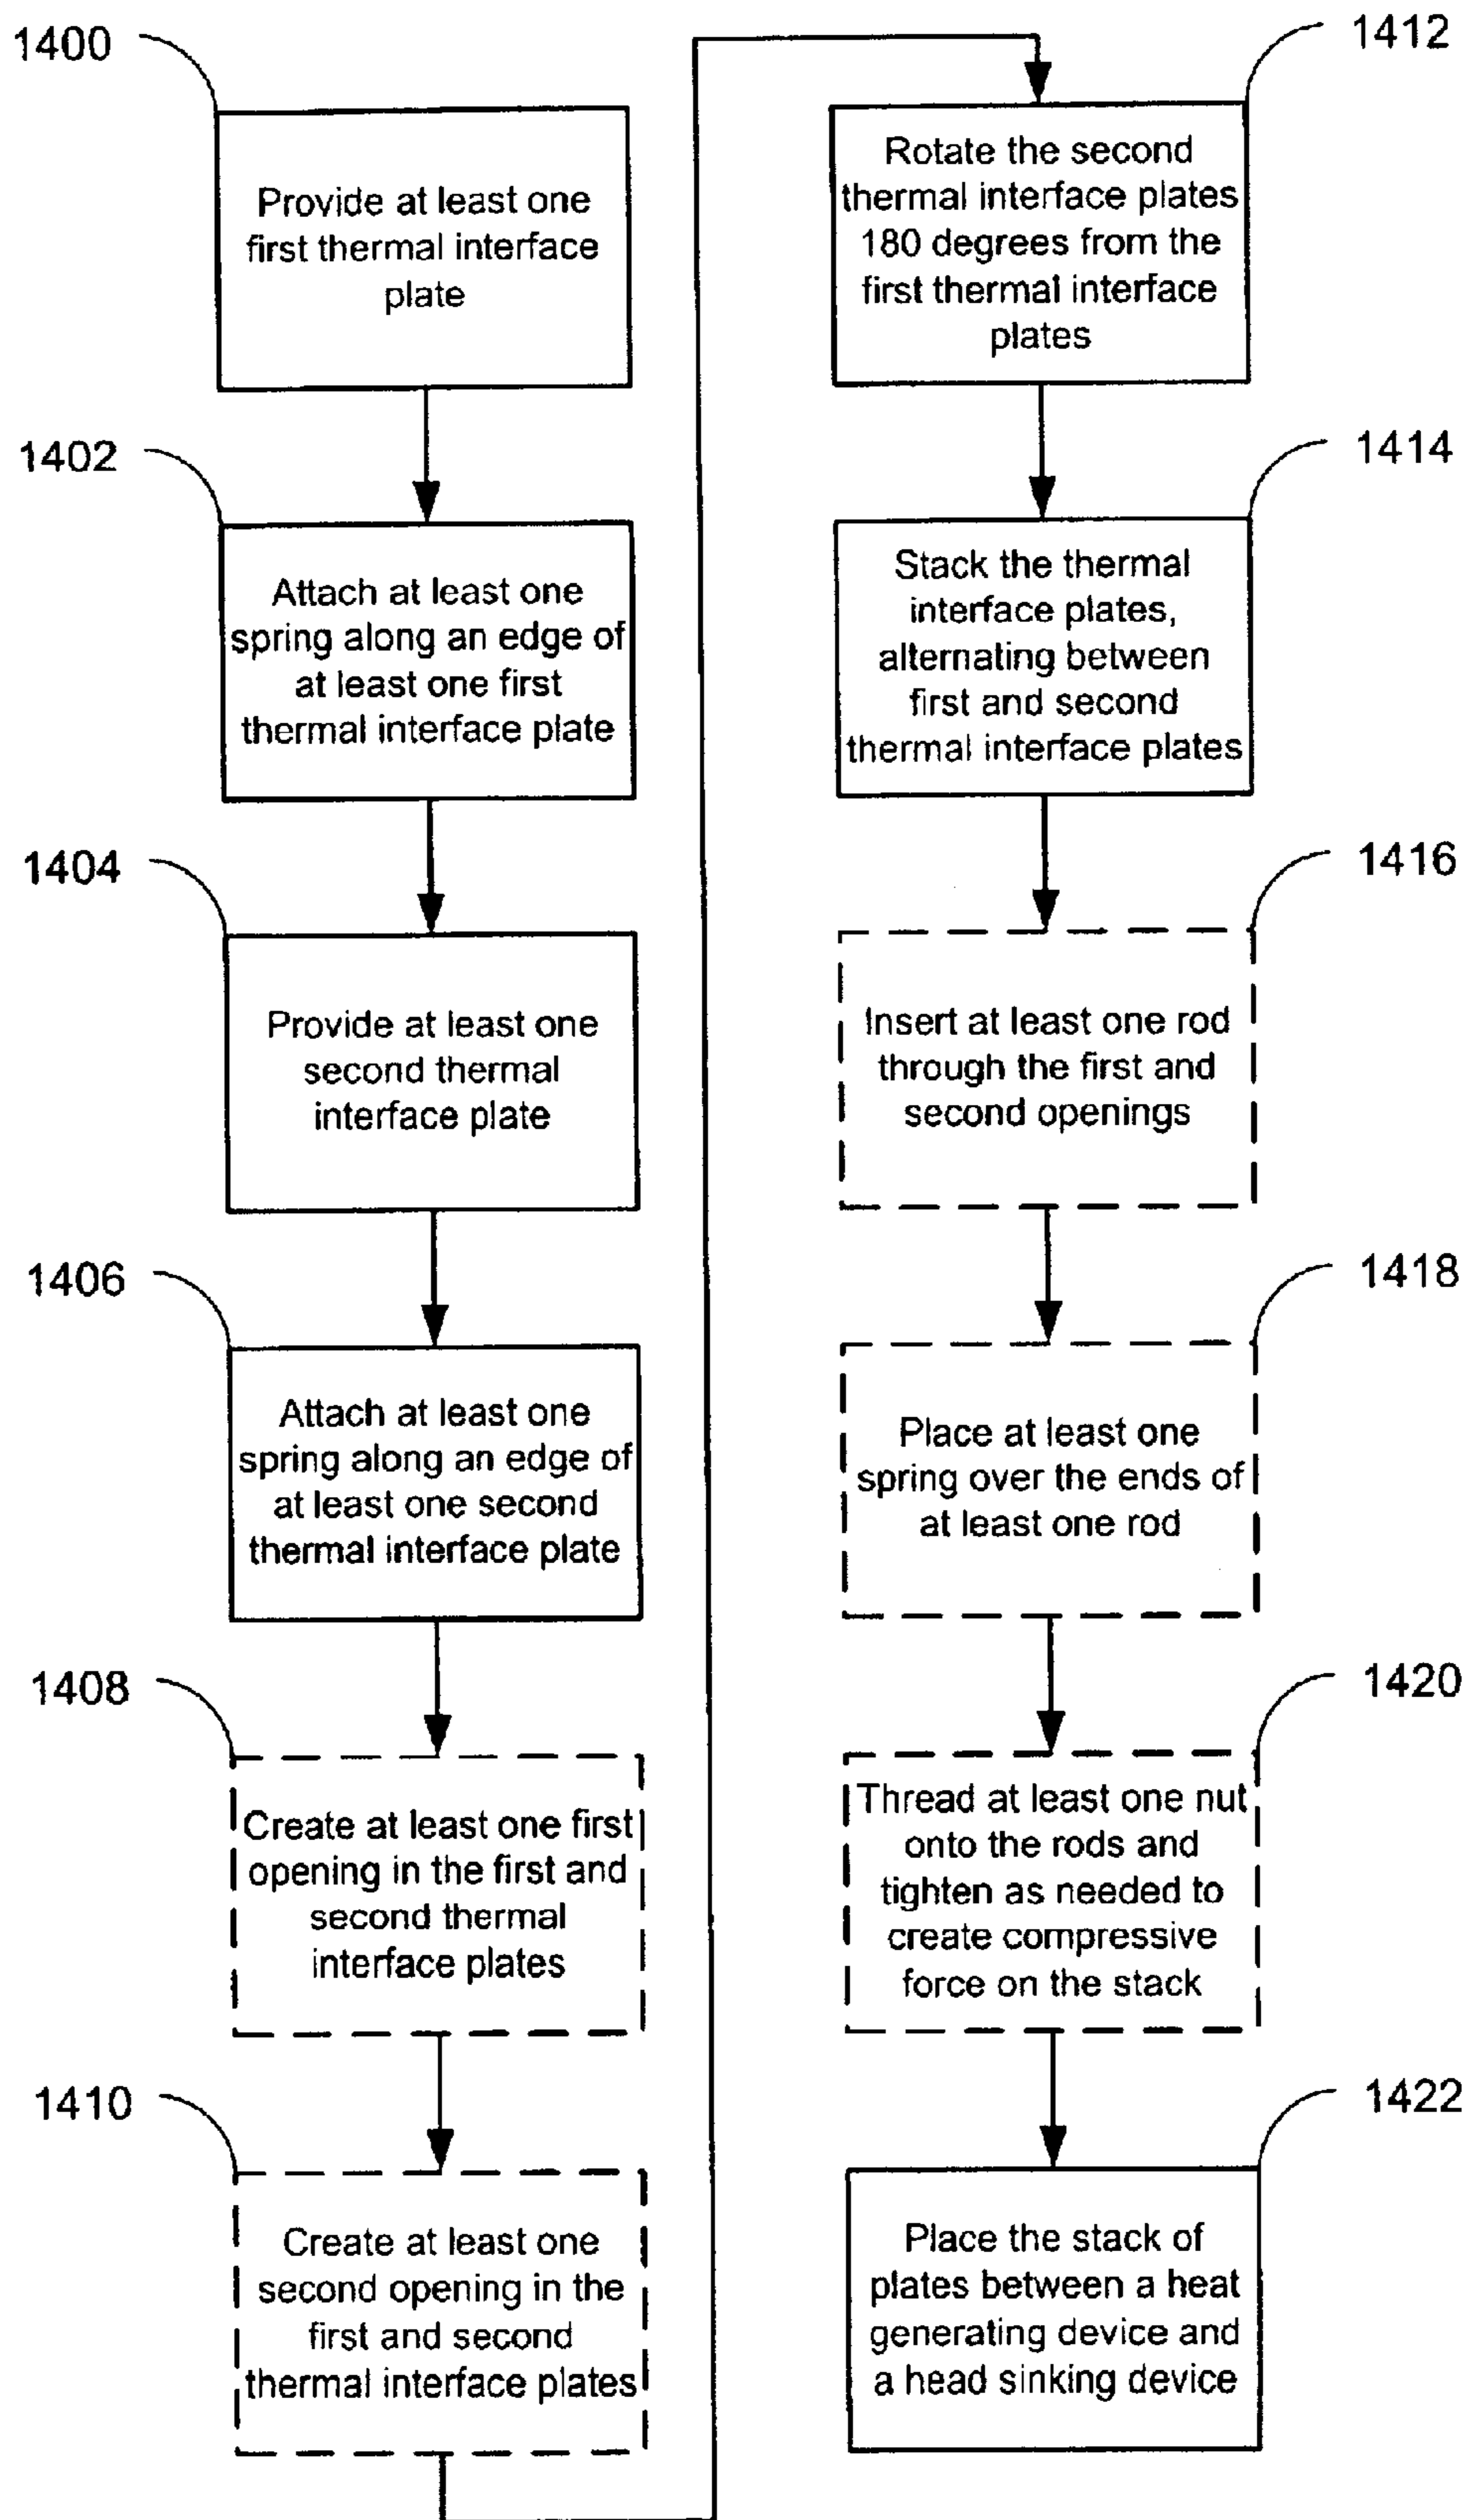 1400
Provide at least one
first thermal interface
plate
1402
Attach at least one
spring along an edge of
at least one first
thermal interface plate
1404
Provide at least one
second thermal
interface plate
1406
Attach at least one
spring along an edge of
at least one second
thermal interface plate
1408
Create at least one first
opening in the first and
second thermal
interface plates
1410
Create at least one
second opening in the
first and second
thermal interface plates
1412
Rotate the second
thermal interface plates
180 degrees from the
first thermal interface
plates
1414
Stack the thermal
interface plates,
alternating between
first and second
thermal interface plates
1416
Insert at least one rod
through the first and
second openings
1418
Place at least one
spring over the ends of
at least one rod
1420
Thread at least one nut
onto the rods and
tighten as needed to
create compressive
force on the stack
1422
Place the stack of
plates between a heat
generating device and
a head sinking device